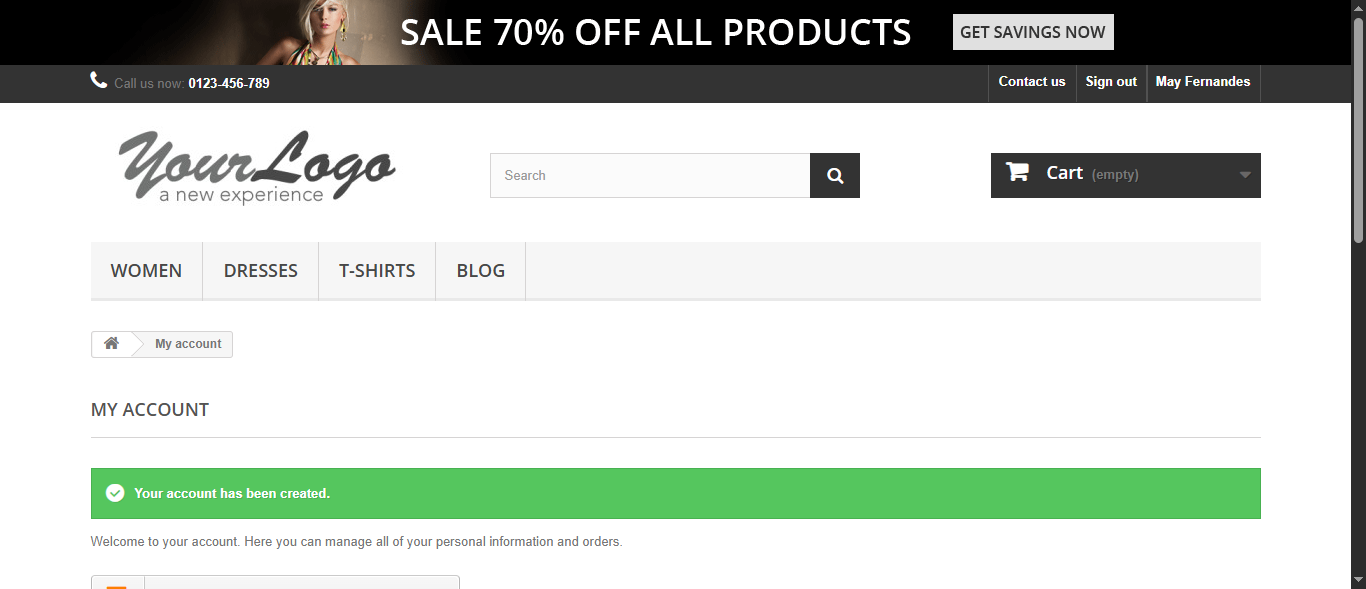 SALE 70% OFF ALL PRODUCTS GET SAVINGS NOW
Call us now: 0123-456-789 Contact us Sign out May Fernandes
YourLogo
a new experience
Search Cart (empty)
WOMEN DRESSES T-SHIRTS BLOG
My account
MY ACCOUNT
Your account has been created.
Welcome to your account. Here you can manage all of your personal information and orders.